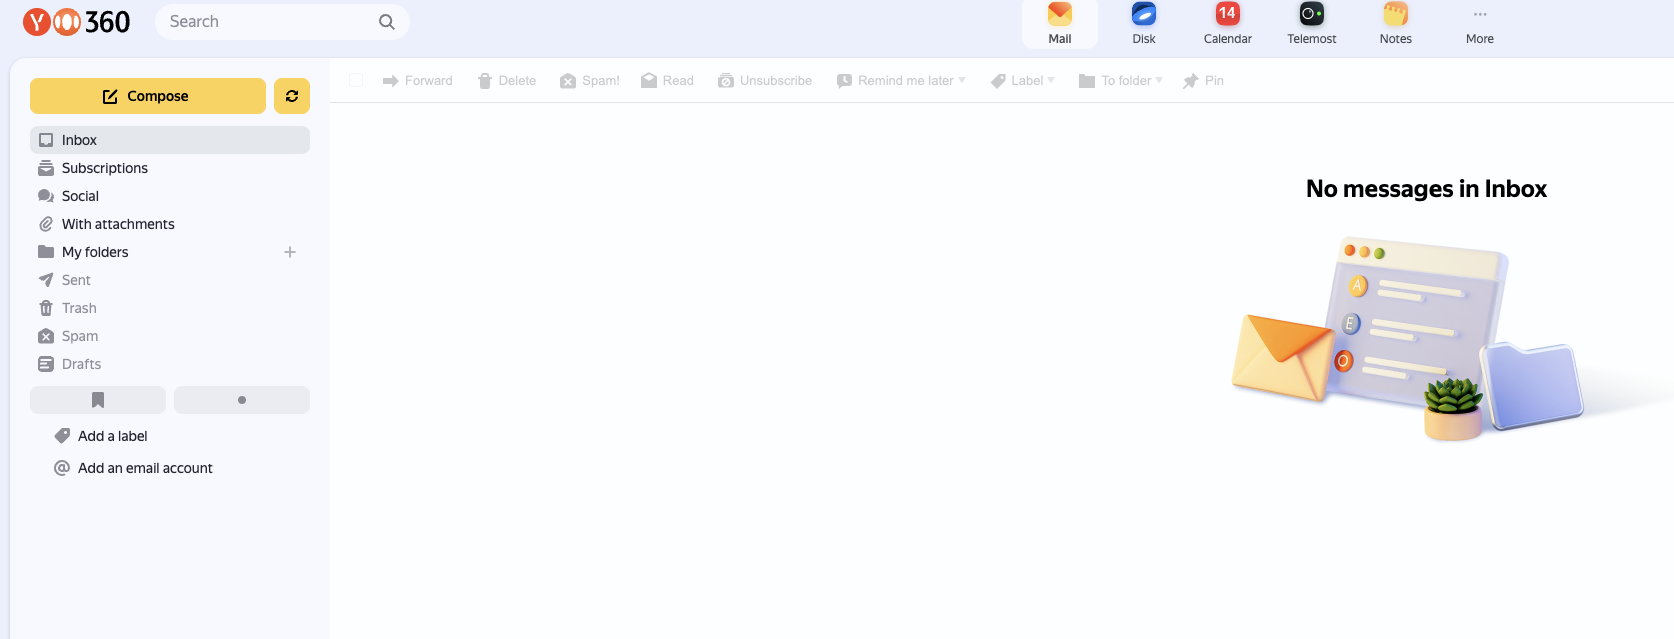 Y 360
Search
14
Mail
Disk
Calendar
Telemost
Notes
More
Compose
Forward
Delete
Spam!
Read
Unsubscribe
Remind me later
Label
To folder
Pin
Inbox
Subscriptions
Social
With attachments
My folders
Sent
Trash
Spam
Drafts
Add a label
Add an email account
No messages in Inbox
A
E
O